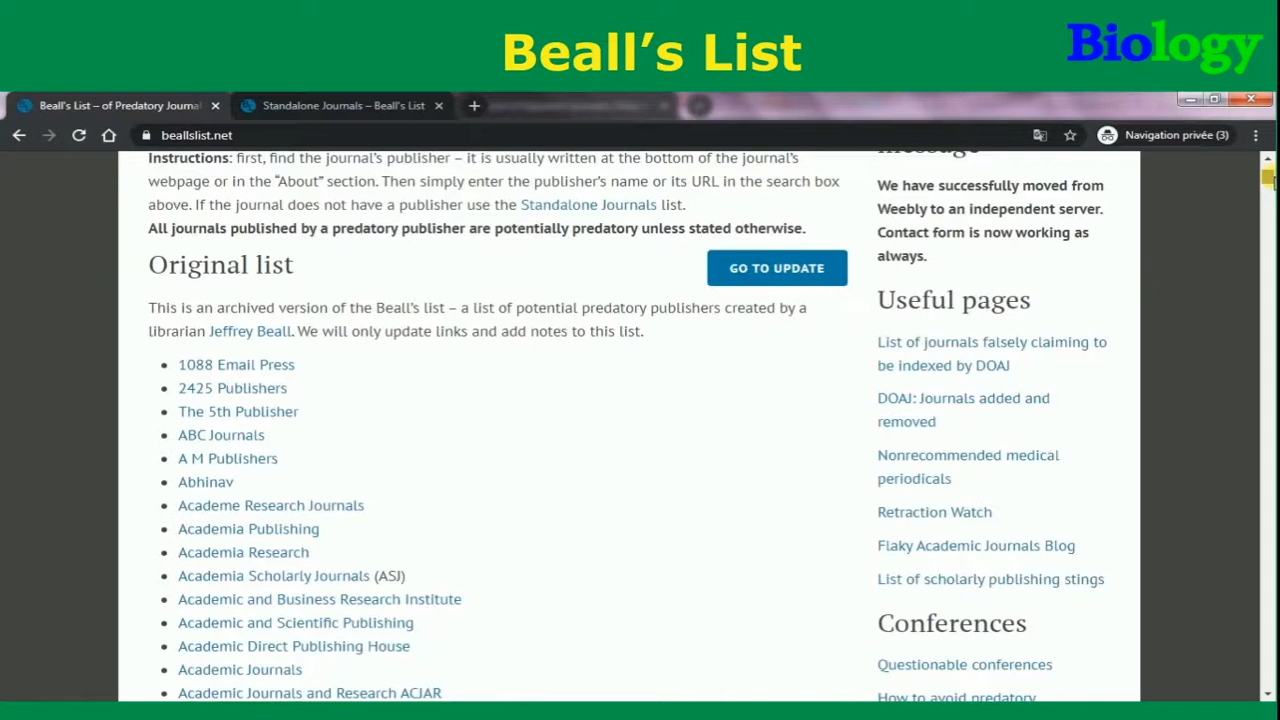 Beall's List
Biology
Beall's List – of Predatory Journal
Standalone Journals – Beall's List
beallslist.net
Navigation privée (3)
Instructions: first, find the journal's publisher – it is usually written at the bottom of the journal's
webpage or in the “About” section. Then simply enter the publisher's name or its URL in the search box
above. If the journal does not have a publisher use the Standalone Journals list.
All journals published by a predatory publisher are potentially predatory unless stated otherwise.
Original list
GO TO UPDATE
This is an archived version of the Beall's list – a list of potential predatory publishers created by a
librarian Jeffrey Beall. We will only update links and add notes to this list.
1088 Email Press
2425 Publishers
The 5th Publisher
ABC Journals
A M Publishers
Abhinav
Academe Research Journals
Academia Publishing
Academia Research
Academia Scholarly Journals (ASJ)
Academic and Business Research Institute
Academic and Scientific Publishing
Academic Direct Publishing House
Academic Journals
Academic Journals and Research ACJAR
message
We have successfully moved from
Weebly to an independent server.
Contact form is now working as
always.
Useful pages
List of journals falsely claiming to
be indexed by DOAJ
DOAJ: Journals added and
removed
Nonrecommended medical
periodicals
Retraction Watch
Flaky Academic Journals Blog
List of scholarly publishing stings
Conferences
Questionable conferences
How to avoid predatory